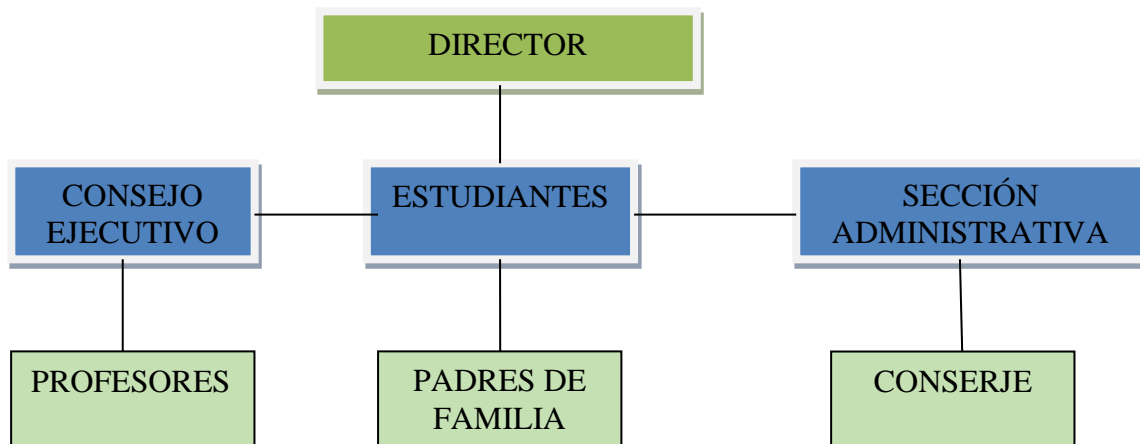 DIRECTOR
CONSEJO
EJECUTIVO
ESTUDIANTES
SECCIÓN
ADMINISTRATIVA
PROFESORES
PADRES DE
FAMILIA
CONSERJE